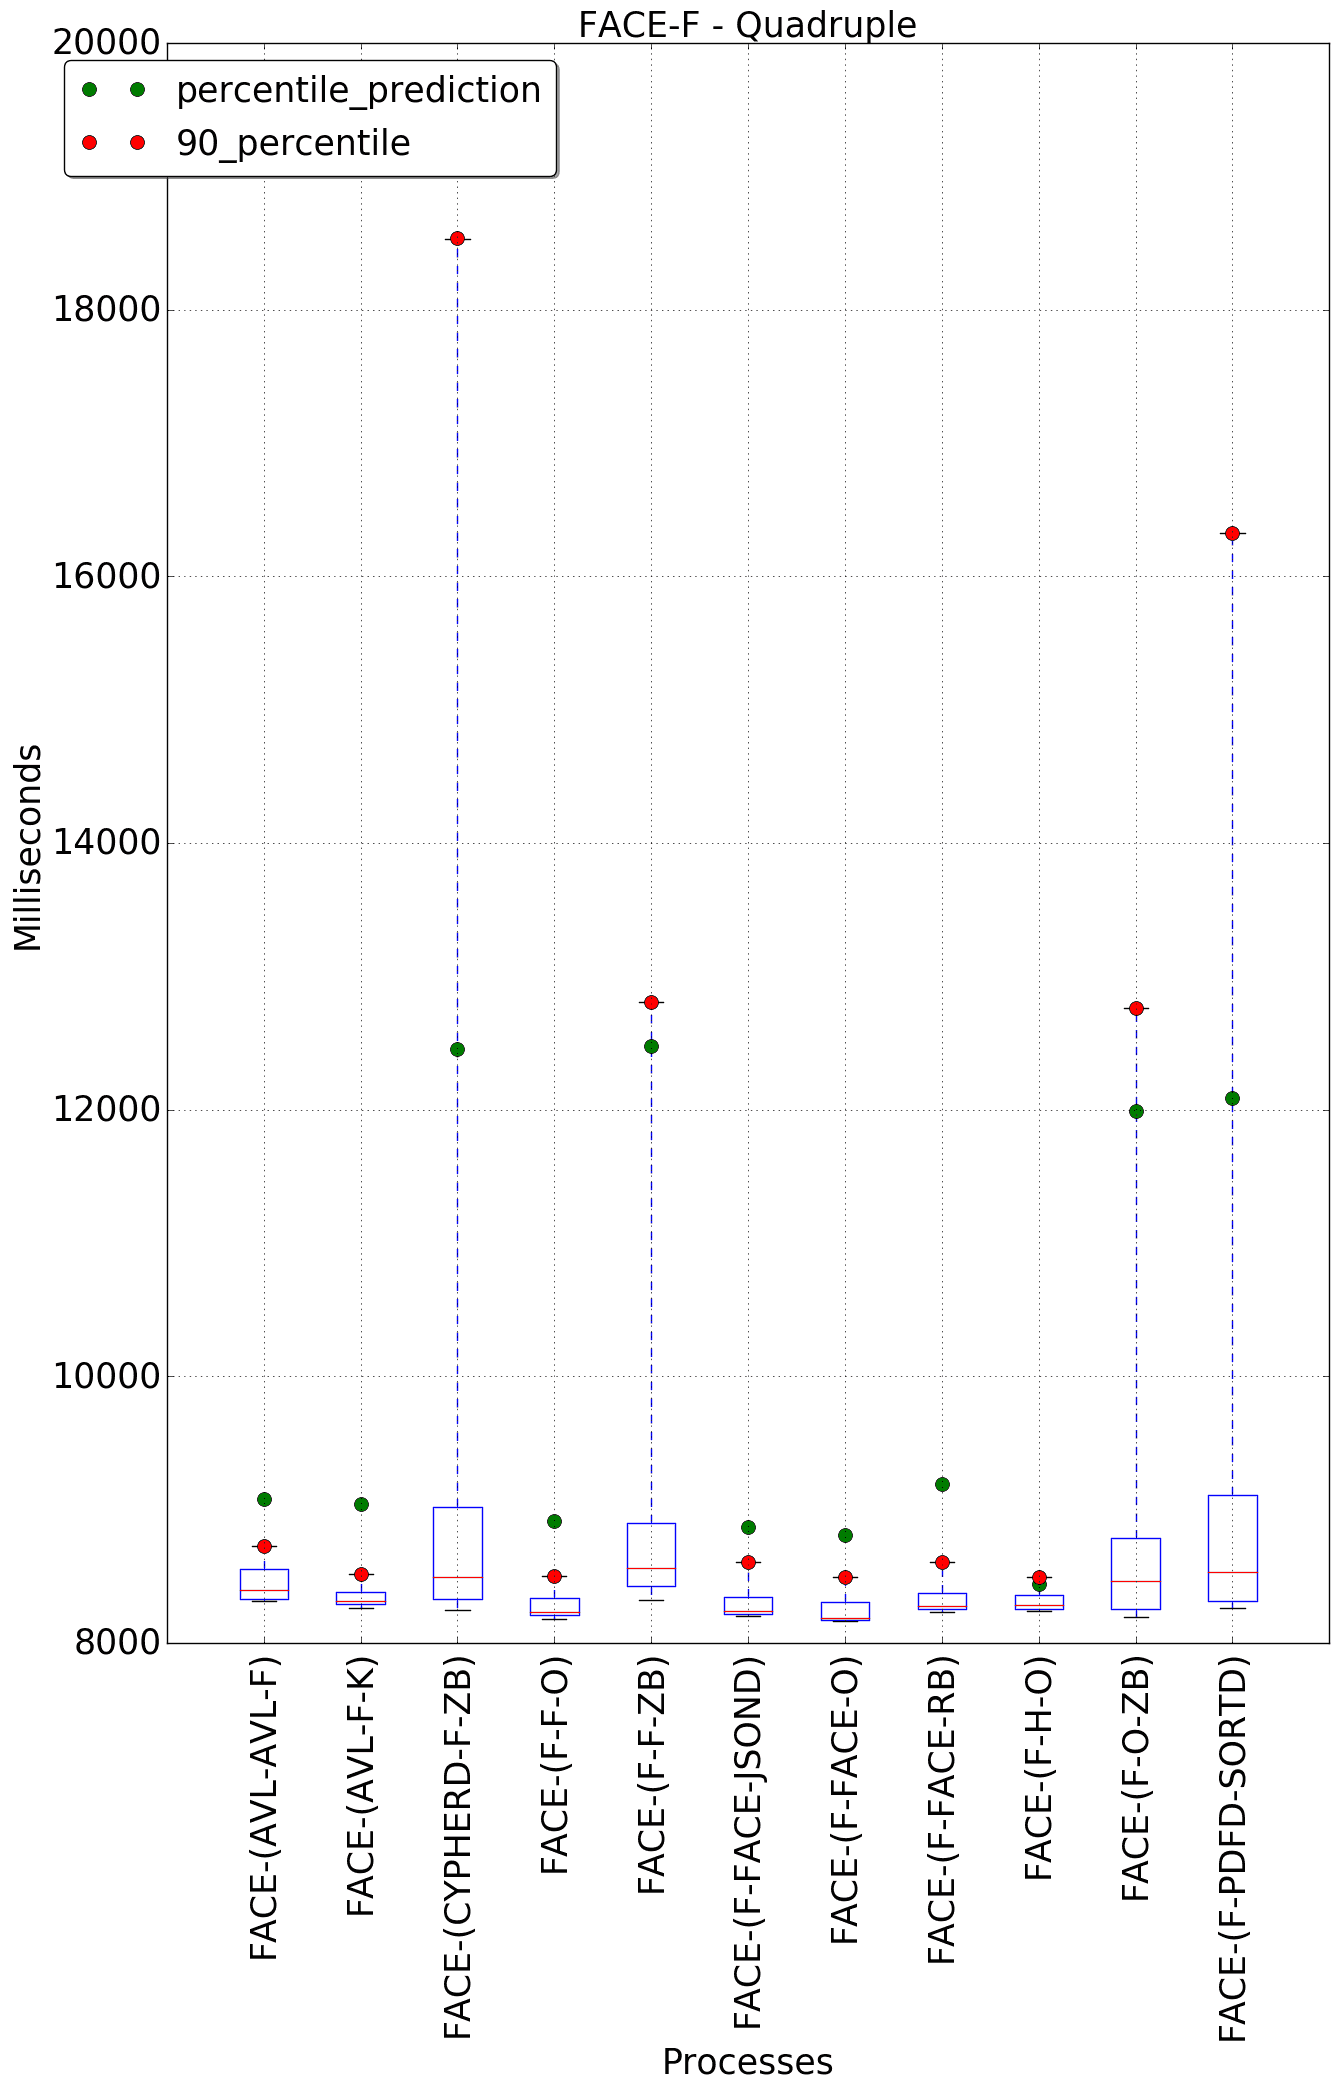 FACE-F - Quadruple
20000
percentile_prediction
90_percentile
18000
16000
14000
12000
10000
8000
Milliseconds
FACE-(AVL-AVL-F)
FACE-(AVL-F-K)
FACE-(CYPHERD-F-ZB)
FACE-(F-F-O)
FACE-(F-F-ZB)
FACE-(F-FACE-JSOND)
FACE-(F-FACE-O)
FACE-(F-FACE-RB)
FACE-(F-H-O)
FACE-(F-O-ZB)
FACE-(F-PDFD-SORTD)
Processes